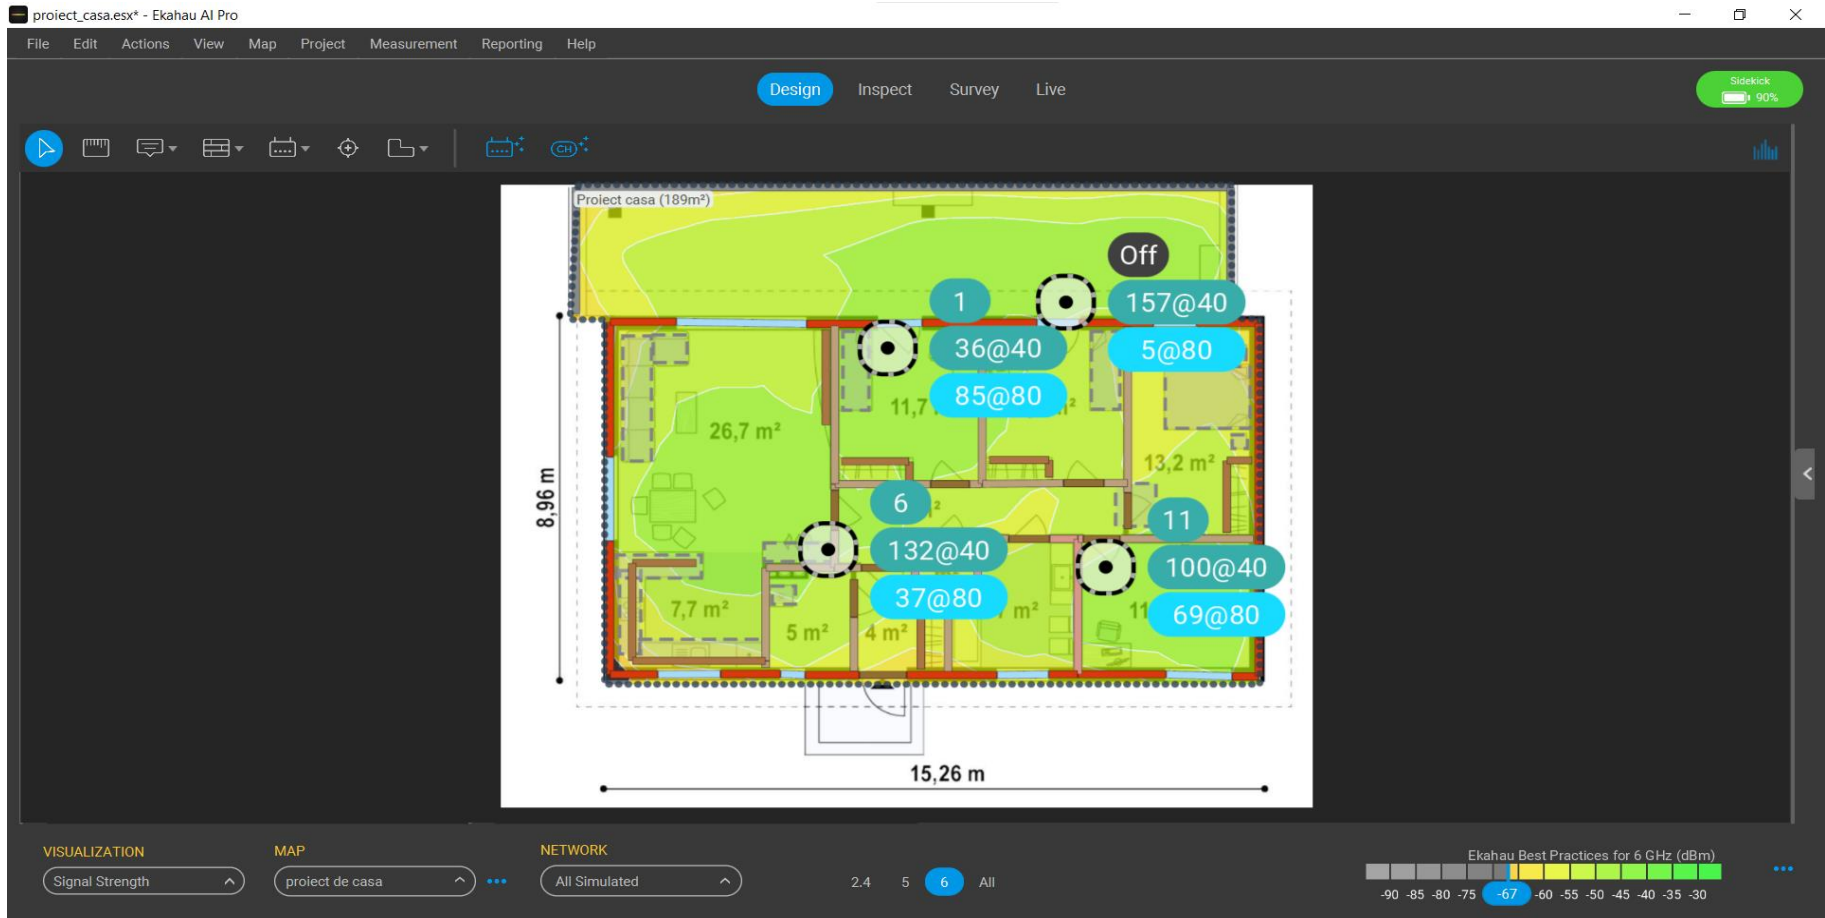 proiect_casa.esx* - Ekahau AI Pro
File Edit Actions View Map Project Measurement Reporting Help
Design Inspect Survey Live
Sidekick
90%
CH
Proiect casa (189m²)
Off
1
157@40
36@40
5@80
85@80
11,7
26,7 m²
13,2 m²
8,96 m
6
11
132@40
100@40
37@80
69@80
7,7 m²
5 m²
4 m²
m²
15,26 m
VISUALIZATION
Signal Strength
MAP
proiect de casa
NETWORK
All Simulated
2.4 5 6 All
Ekahau Best Practices for 6 GHz (dBm)
-90 -85 -80 -75 -67 -60 -55 -50 -45 -40 -35 -30